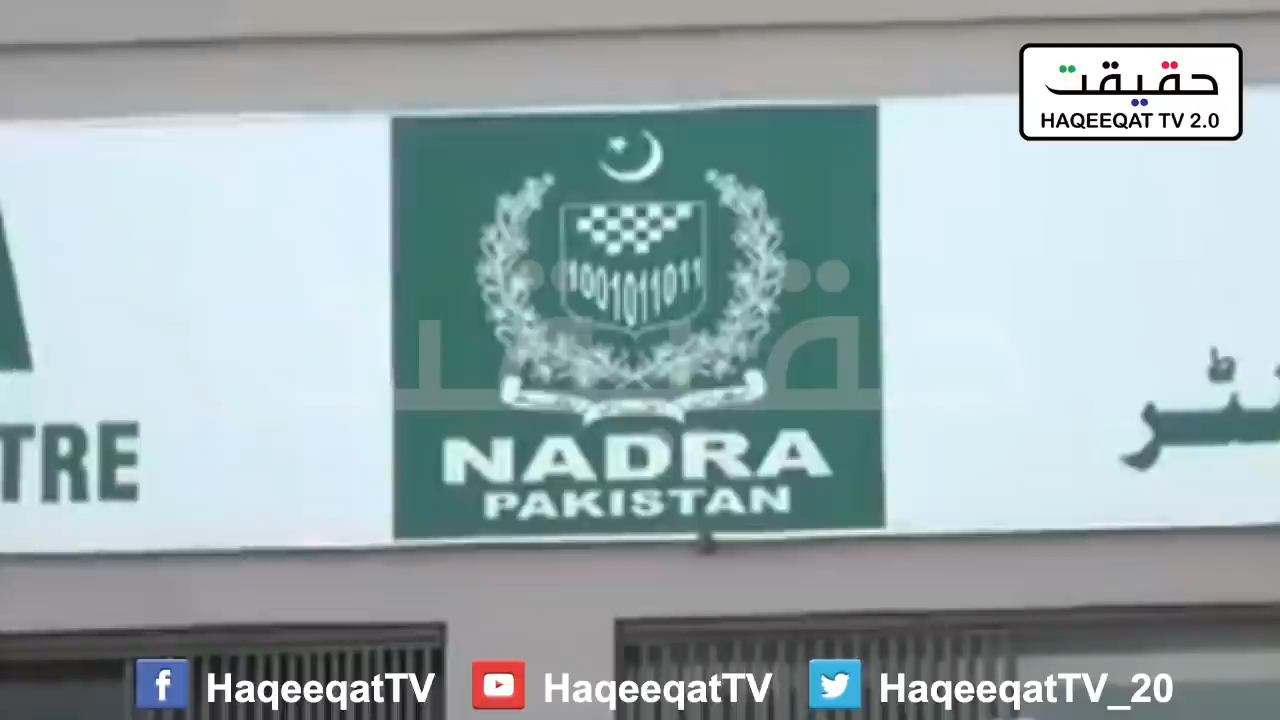 حقیقت
HAQEEQAT TV 2.0
1001011011
NADRA
PAKISTAN
TRE
HaqeeqatTV
HaqeeqatTV
HaqeeqatTV_20